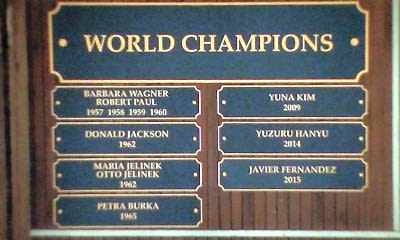 WORLD CHAMPIONS
BARBARA WAGNER
ROBERT PAUL
1957 1958 1959 1960
DONALD JACKSON
1962
MARIA JELINEK
OTTO JELINEK
1962
PETRA BURKA
1965
YUNA KIM
2009
YUZURU HANYU
2014
JAVIER FERNANDEZ
2015